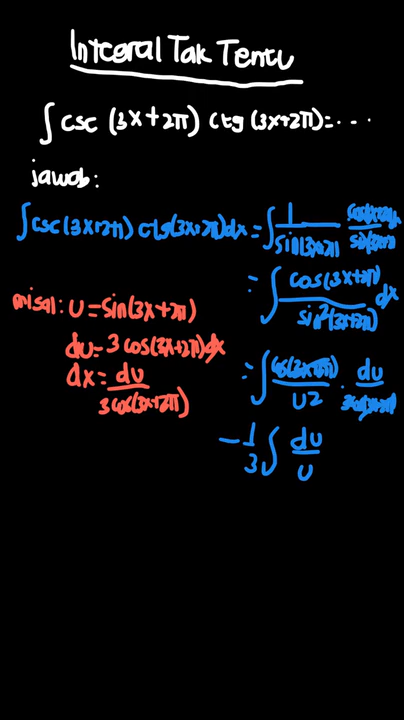 Integral Tak Tentu
∫ csc (3x+2π) ctg (3x+2π) = ...
jawab:
∫ csc (3x+2π) ctg (3x+2π) dx = ∫ 1/sin(3x+2π) cos(3x+2π)/sin(3x+2π)
= ∫ cos(3x+2π)/sin²(3x+2π) dx
misal: u = sin(3x+2π)
du = 3 cos(3x+2π) dx
dx = du/3cos(3x+2π)
= ∫ cos(3x+2π)/u2 . du/3cos(3x+2π)
- 1/3 ∫ du/u